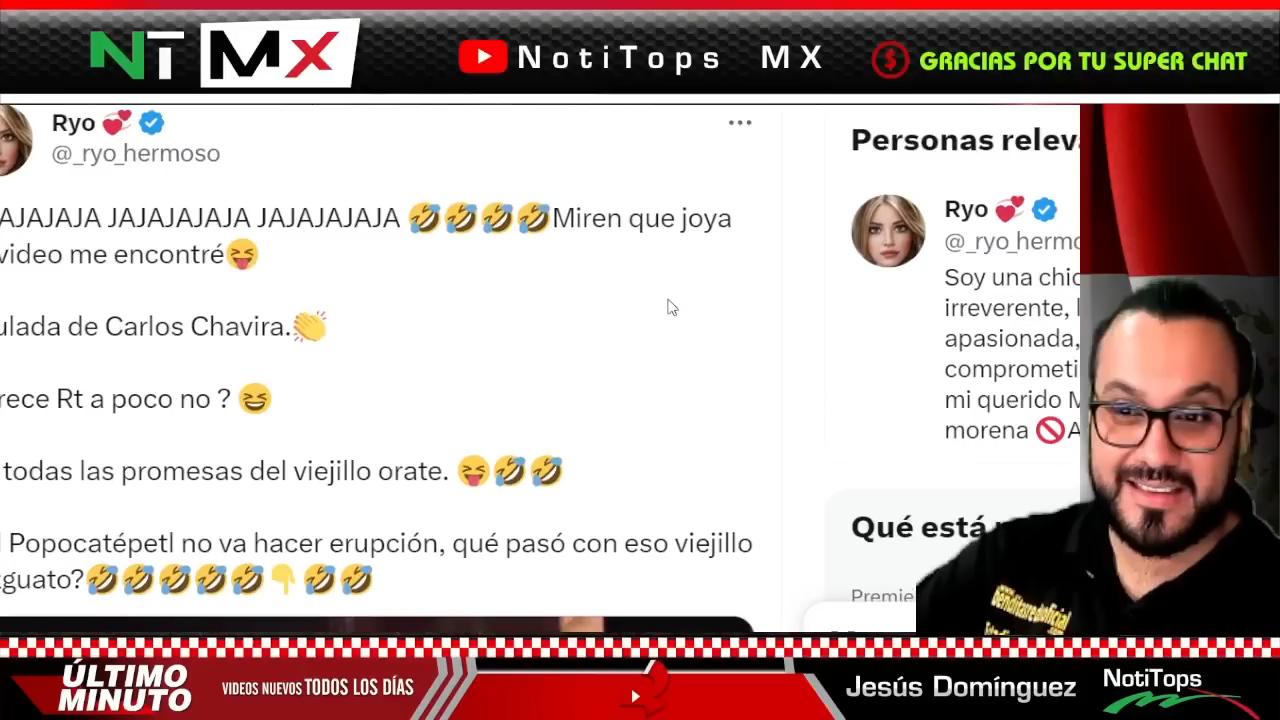 NT MX
NotiTops MX
GRACIAS POR TU SUPER CHAT
Ryo
@_ryo_hermoso
AJAJAJA JAJAJAJAJA JAJAJAJAJA 🤣🤣🤣🤣Miren que joya
video me encontré😝
ulada de Carlos Chavira.👏
rece Rt a poco no ? 😆
todas las promesas del viejillo orate. 😝🤣🤣
Popocatépetl no va hacer erupción, qué pasó con eso viejillo
guato?🤣🤣🤣🤣🤣👇🤣🤣
Personas relev
Ryo
@_ryo_hermo
Soy una chic
irreverente,
apasionada,
comprometi
mi querido M
morena 🚫A
Qué está
Premie
ÚLTIMO
MINUTO
VIDEOS NUEVOS TODOS LOS DÍAS
Jesús Domínguez
NotiTops